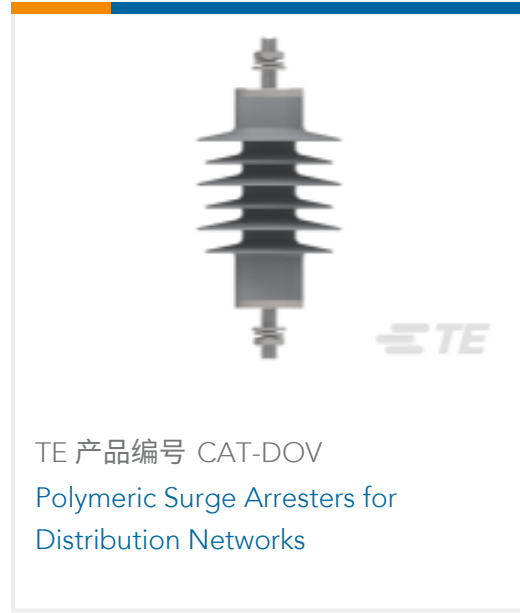 TE
TE 产品编号 CAT-DOV
Polymeric Surge Arresters for
Distribution Networks